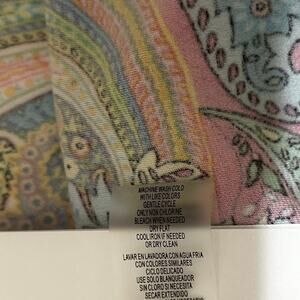 MACHINE WASH COLD
WITH LIKE COLORS
GENTLE CYCLE
ONLY NON CHLORINE
BLEACH WHEN NEEDED
DRY FLAT
COOL IRON IF NEEDED
OR DRY CLEAN
LAVAR EN LAVADORA CON AGUA FRIA
CON COLORES SIMILARES
CICLO DELICADO
USE SOLO BLANQUEADOR
SIN CLORO SI NECESITA
SECAR EXTENDIDO